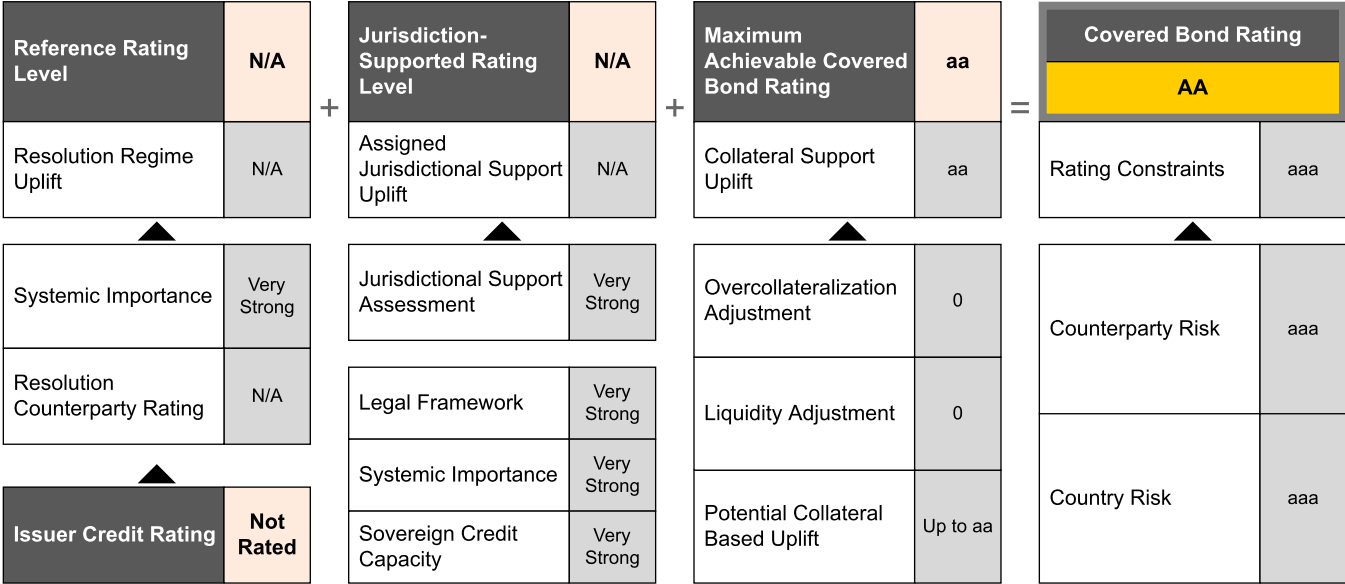 Reference Rating
Level
N/A
Resolution Regime
Uplift
N/A
Systemic Importance
Very
Strong
Resolution
Counterparty Rating
N/A
Issuer Credit Rating
Not
Rated
+
Jurisdiction-
Supported Rating
Level
N/A
Assigned
Jurisdictional Support
Uplift
N/A
Jurisdictional Support
Assessment
Very
Strong
Legal Framework
Very
Strong
Systemic Importance
Very
Strong
Sovereign Credit
Capacity
Very
Strong
+
Maximum
Achievable Covered
Bond Rating
aa
Collateral Support
Uplift
aa
Overcollateralization
Adjustment
0
Liquidity Adjustment
0
Potential Collateral
Based Uplift
Up to aa
=
Covered Bond Rating
AA
Rating Constraints
aaa
Counterparty Risk
aaa
Country Risk
aaa